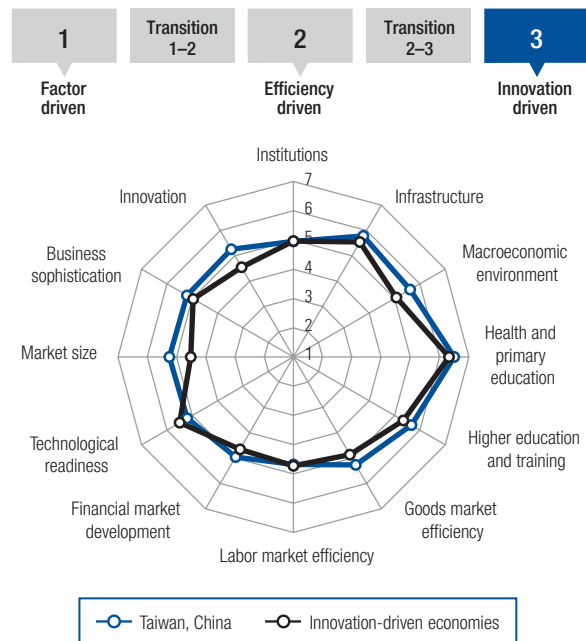 1
Transition
1–2
2
Transition
2–3
3
Factor
driven
Efficiency
driven
Innovation
driven
Institutions
Infrastructure
Macroeconomic
environment
Health and
primary
education
Higher education
and training
Goods market
efficiency
Labor market efficiency
Financial market
development
Technological
readiness
Market size
Business
sophistication
Innovation
7
6
5
4
3
2
1
Taiwan, China
Innovation-driven economies